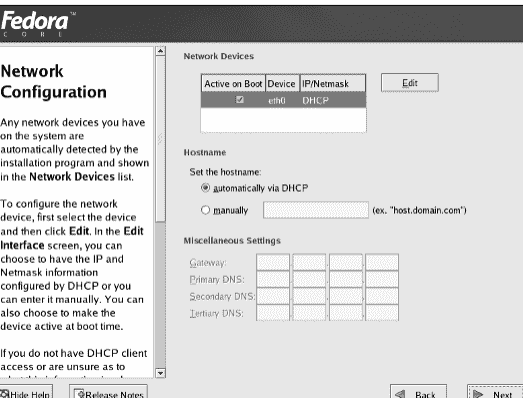 Fedora™
C O R E
Network
Configuration
Any network devices you have
on the system are
automatically detected by the
installation program and shown
in the Network Devices list.
To configure the network
device, first select the device
and then click Edit. In the Edit
Interface screen, you can
choose to have the IP and
Netmask information
configured by DHCP or you
can enter it manually. You can
also choose to make the
device active at boot time.
If you do not have DHCP client
access or are unsure as to
Hide Help
Release Notes
Network Devices
Active on Boot Device IP/Netmask
eth0 DHCP
Edit
Hostname
Set the hostname:
automatically via DHCP
manually (ex. "host.domain.com")
Miscellaneous Settings
Gateway:
Primary DNS:
Secondary DNS:
Tertiary DNS:
Back
Next